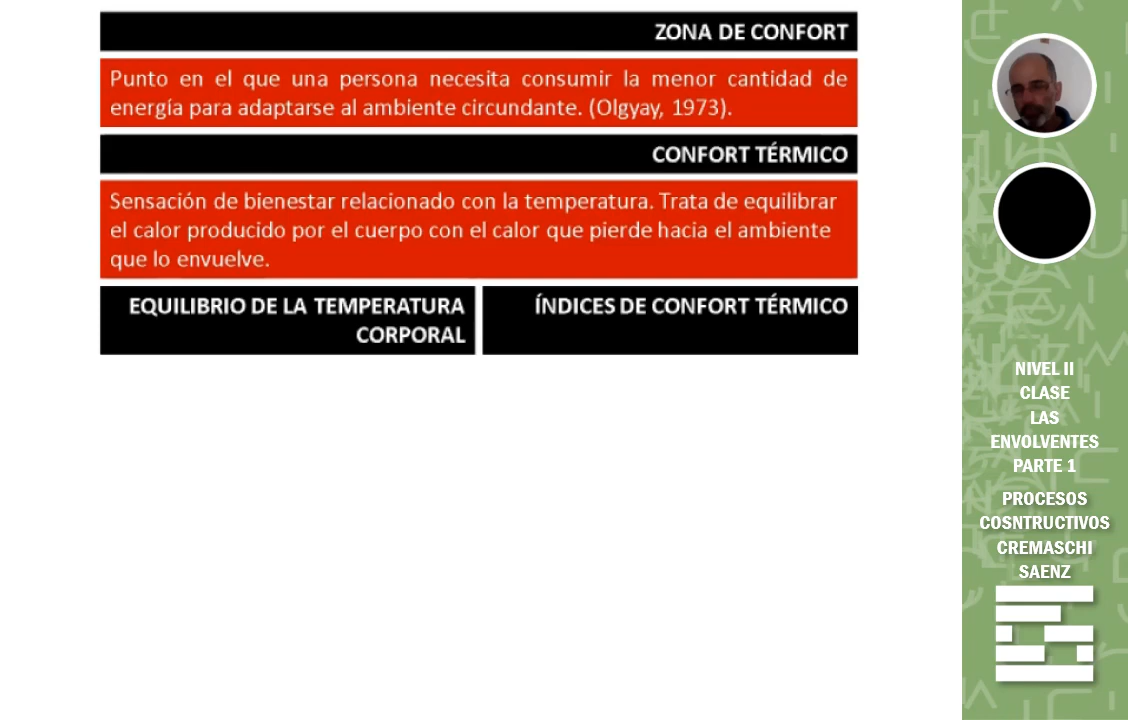 ZONA DE CONFORT
Punto en el que una persona necesita consumir la menor cantidad de
energía para adaptarse al ambiente circundante. (Olgyay, 1973).
CONFORT TÉRMICO
Sensación de bienestar relacionado con la temperatura. Trata de equilibrar
el calor producido por el cuerpo con el calor que pierde hacia el ambiente
que lo envuelve.
EQUILIBRIO DE LA TEMPERATURA
CORPORAL
ÍNDICES DE CONFORT TÉRMICO
NIVEL II
CLASE
LAS
ENVOLVENTES
PARTE 1
PROCESOS
COSNTRUCTIVOS
CREMASCHI
SAENZ